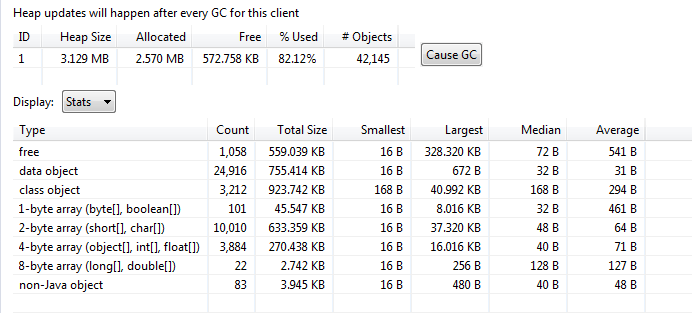 Heap updates will happen after every GC for this client
ID Heap Size Allocated Free % Used # Objects
1 3.129 MB 2.570 MB 572.758 KB 82.12% 42,145
Cause GC
Display: Stats
Type Count Total Size Smallest Largest Median Average
free 1,058 559.039 KB 16 B 328.320 KB 72 B 541 B
data object 24,916 755.414 KB 16 B 672 B 32 B 31 B
class object 3,212 923.742 KB 168 B 40.992 KB 168 B 294 B
1-byte array (byte[], boolean[]) 101 45.547 KB 16 B 8.016 KB 32 B 461 B
2-byte array (short[], char[]) 10,010 633.359 KB 16 B 37.320 KB 48 B 64 B
4-byte array (object[], int[], float[]) 3,884 270.438 KB 16 B 16.016 KB 40 B 71 B
8-byte array (long[], double[]) 22 2.742 KB 16 B 256 B 128 B 127 B
non-Java object 83 3.945 KB 16 B 480 B 40 B 48 B